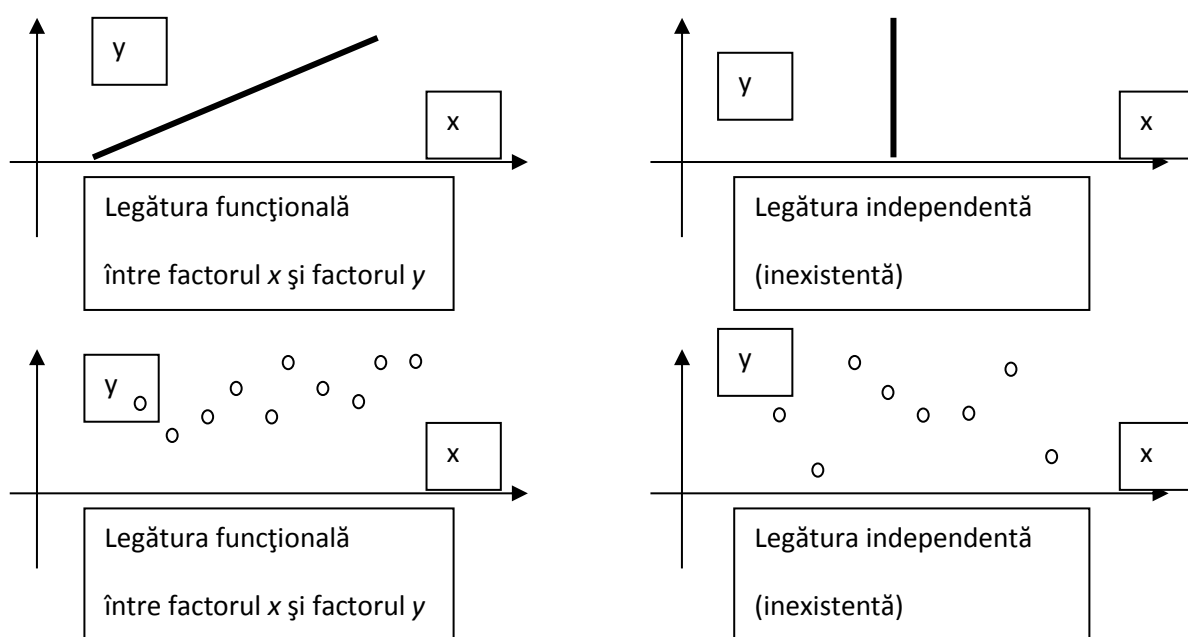 y
x
Legătura funcţională
între factorul x şi factorul y
y
x
Legătura independentă
(inexistentă)
y
x
Legătura funcţională
între factorul x şi factorul y
y
x
Legătura independentă
(inexistentă)